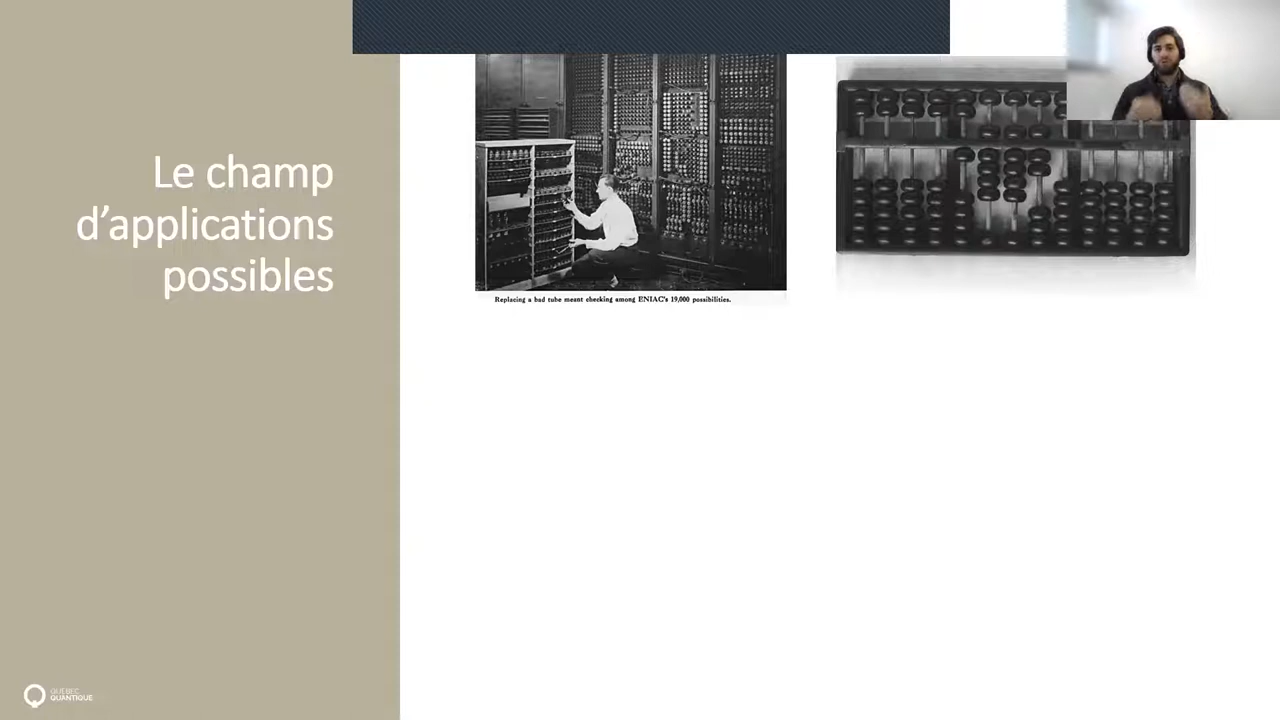 Le champ
d’applications
possibles
Replacing a bad tube meant checking among ENIAC's 19,000 possibilities.
QUÉBEC
QUANTIQUE